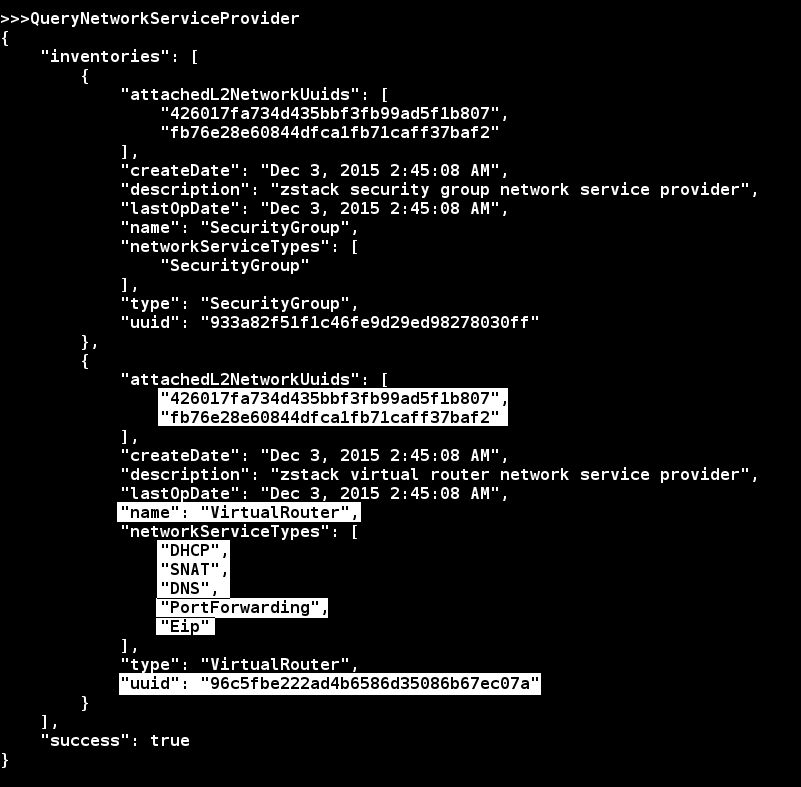 >>>QueryNetworkServiceProvider
{
    "inventories": [
        {
            "attachedL2NetworkUuids": [
                "426017fa734d435bbf3fb99ad5f1b807",
                "fb76e28e60844dfca1fb71caff37baf2"
            ],
            "createDate": "Dec 3, 2015 2:45:08 AM",
            "description": "zstack security group network service provider",
            "lastOpDate": "Dec 3, 2015 2:45:08 AM",
            "name": "SecurityGroup",
            "networkServiceTypes": [
                "SecurityGroup"
            ],
            "type": "SecurityGroup",
            "uuid": "933a82f51f1c46fe9d29ed98278030ff"
        },
        {
            "attachedL2NetworkUuids": [
                "426017fa734d435bbf3fb99ad5f1b807",
                "fb76e28e60844dfca1fb71caff37baf2"
            ],
            "createDate": "Dec 3, 2015 2:45:08 AM",
            "description": "zstack virtual router network service provider",
            "lastOpDate": "Dec 3, 2015 2:45:08 AM",
            "name": "VirtualRouter",
            "networkServiceTypes": [
                "DHCP",
                "SNAT",
                "DNS",
                "PortForwarding",
                "Eip"
            ],
            "type": "VirtualRouter",
            "uuid": "96c5fbe222ad4b6586d35086b67ec07a"
        }
    ],
    "success": true
}